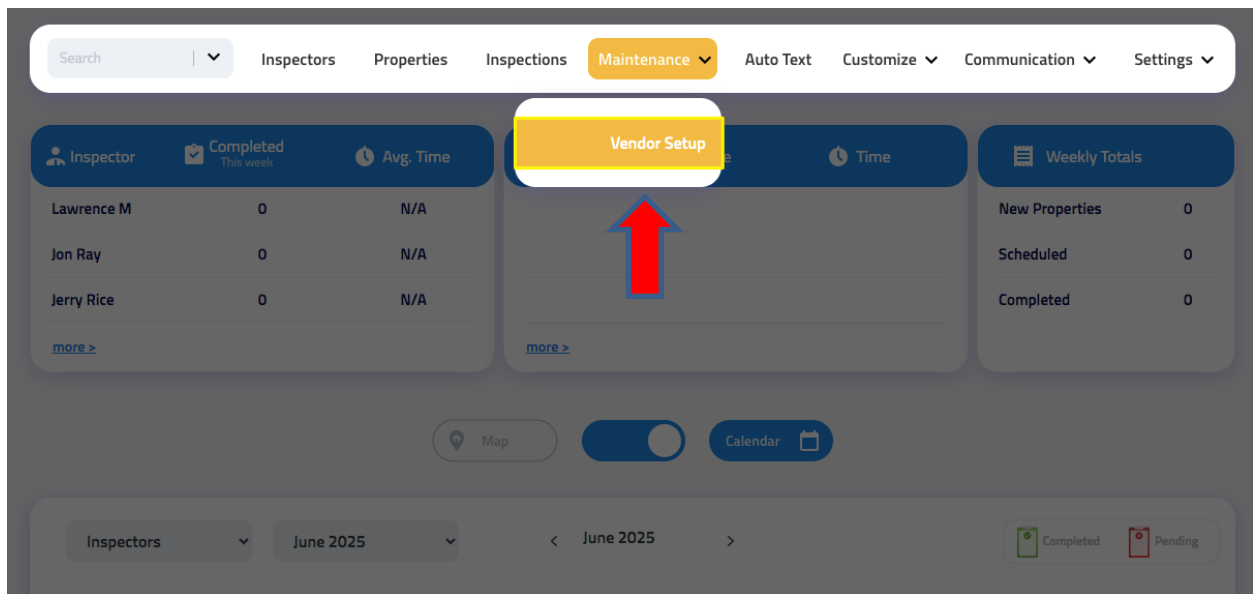 Search
Inspectors
Properties
Inspections
Maintenance
Auto Text
Customize
Communication
Settings
Vendor Setup
Inspector
Completed
This week
Avg. Time
Time
Weekly Totals
Lawrence M 0 N/A
Jon Ray 0 N/A
Jerry Rice 0 N/A
more >
more >
New Properties 0
Scheduled 0
Completed 0
Map
Calendar
Inspectors
June 2025
< June 2025 >
Completed
Pending